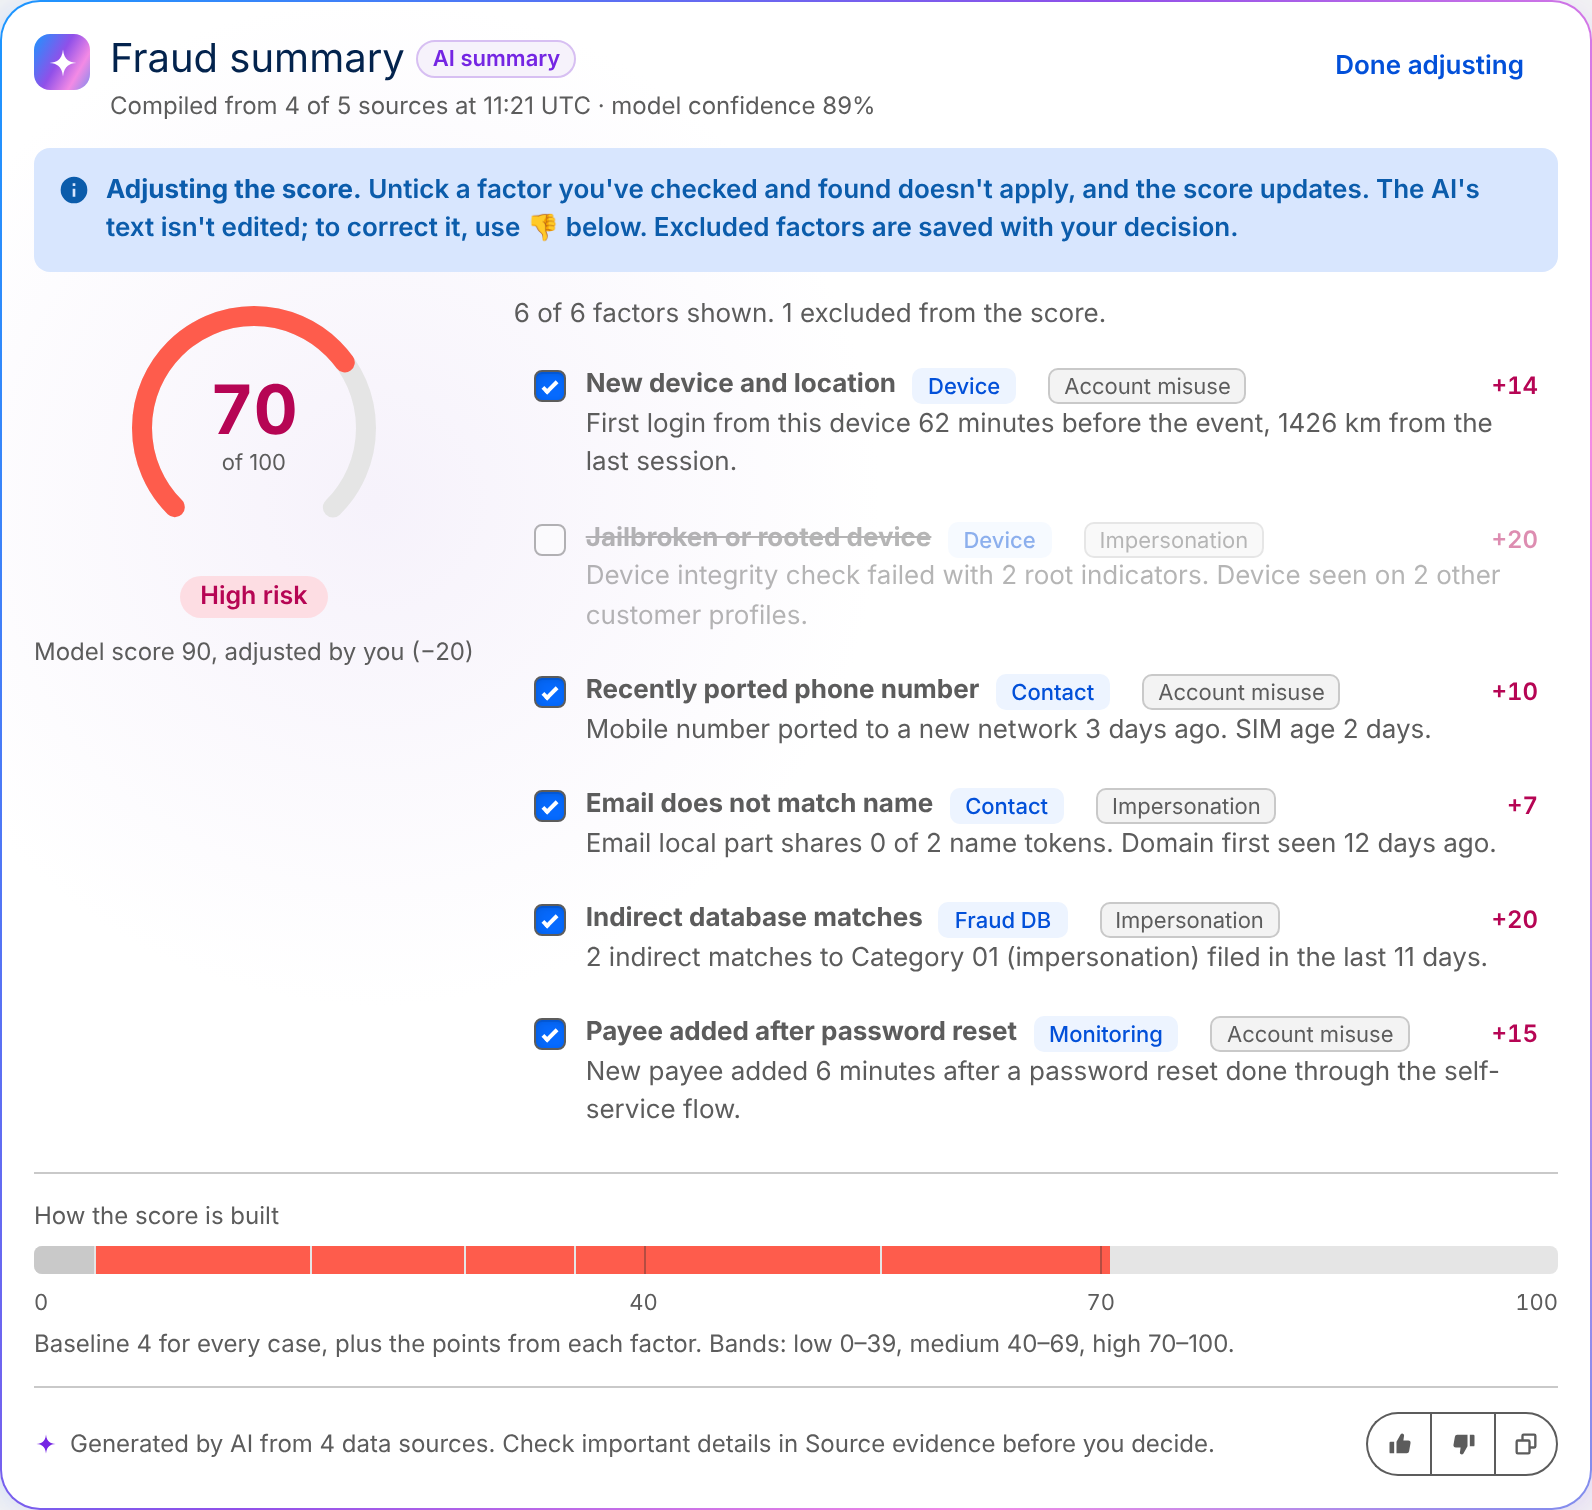 Fraud summary AI summary
Done adjusting
Compiled from 4 of 5 sources at 11:21 UTC · model confidence 89%
Adjusting the score. Untick a factor you've checked and found doesn't apply, and the score updates. The AI's
text isn't edited; to correct it, use 👎 below. Excluded factors are saved with your decision.
70
of 100
High risk
Model score 90, adjusted by you (−20)
6 of 6 factors shown. 1 excluded from the score.
New device and location Device Account misuse +14
First login from this device 62 minutes before the event, 1426 km from the
last session.
Jailbroken or rooted device Device Impersonation +20
Device integrity check failed with 2 root indicators. Device seen on 2 other
customer profiles.
Recently ported phone number Contact Account misuse +10
Mobile number ported to a new network 3 days ago. SIM age 2 days.
Email does not match name Contact Impersonation +7
Email local part shares 0 of 2 name tokens. Domain first seen 12 days ago.
Indirect database matches Fraud DB Impersonation +20
2 indirect matches to Category 01 (impersonation) filed in the last 11 days.
Payee added after password reset Monitoring Account misuse +15
New payee added 6 minutes after a password reset done through the self-
service flow.
How the score is built
0 40 70 100
Baseline 4 for every case, plus the points from each factor. Bands: low 0–39, medium 40–69, high 70–100.
Generated by AI from 4 data sources. Check important details in Source evidence before you decide.